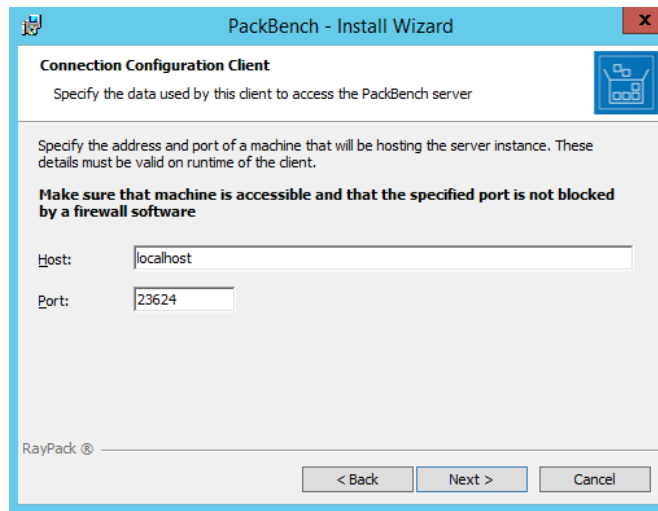 PackBench - Install Wizard
x
Connection Configuration Client
Specify the data used by this client to access the PackBench server
Specify the address and port of a machine that will be hosting the server instance. These
details must be valid on runtime of the client.
Make sure that machine is accessible and that the specified port is not blocked
by a firewall software
Host: localhost
Port: 23624
RayPack ®
< Back Next > Cancel